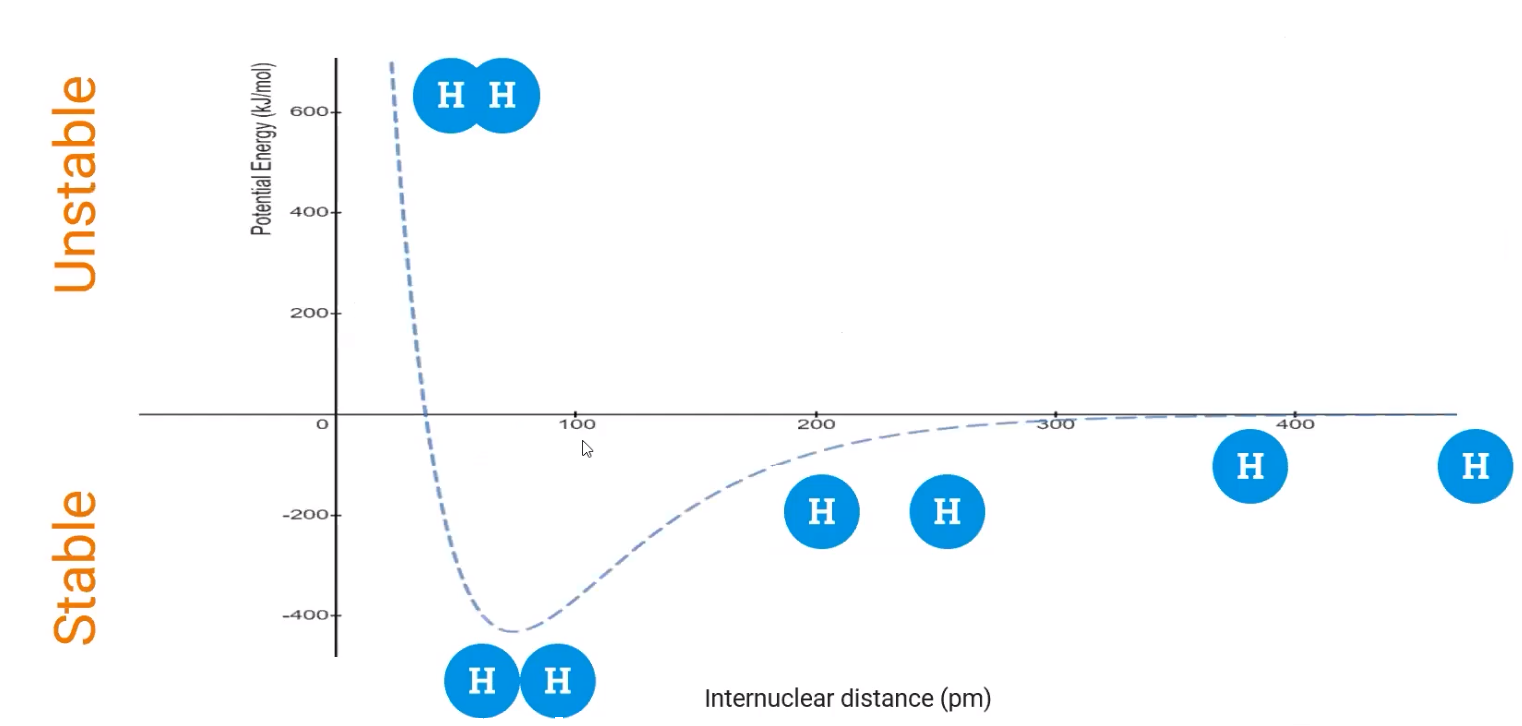 Unstable
Potential Energy (kJ/mol)
H H
600
400
200
0
100
200
300
400
H
H
Stable
-200
H
H
-400
H H
Internuclear distance (pm)